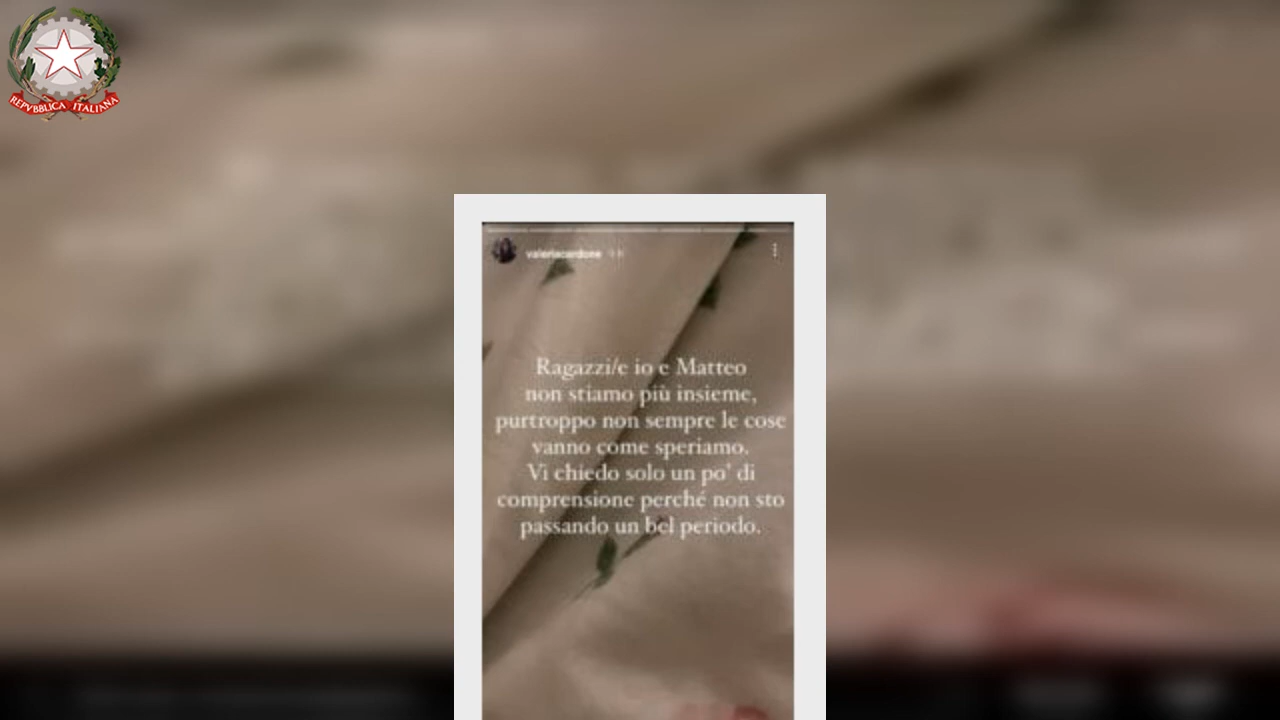 REPVBBLICA ITALIANA
valeriacardone
Ragazzi/e io e Matteo
non stiamo più insieme,
purtroppo non sempre le cose
vanno come speriamo.
Vi chiedo solo un po' di
comprensione perché non sto
passando un bel periodo.